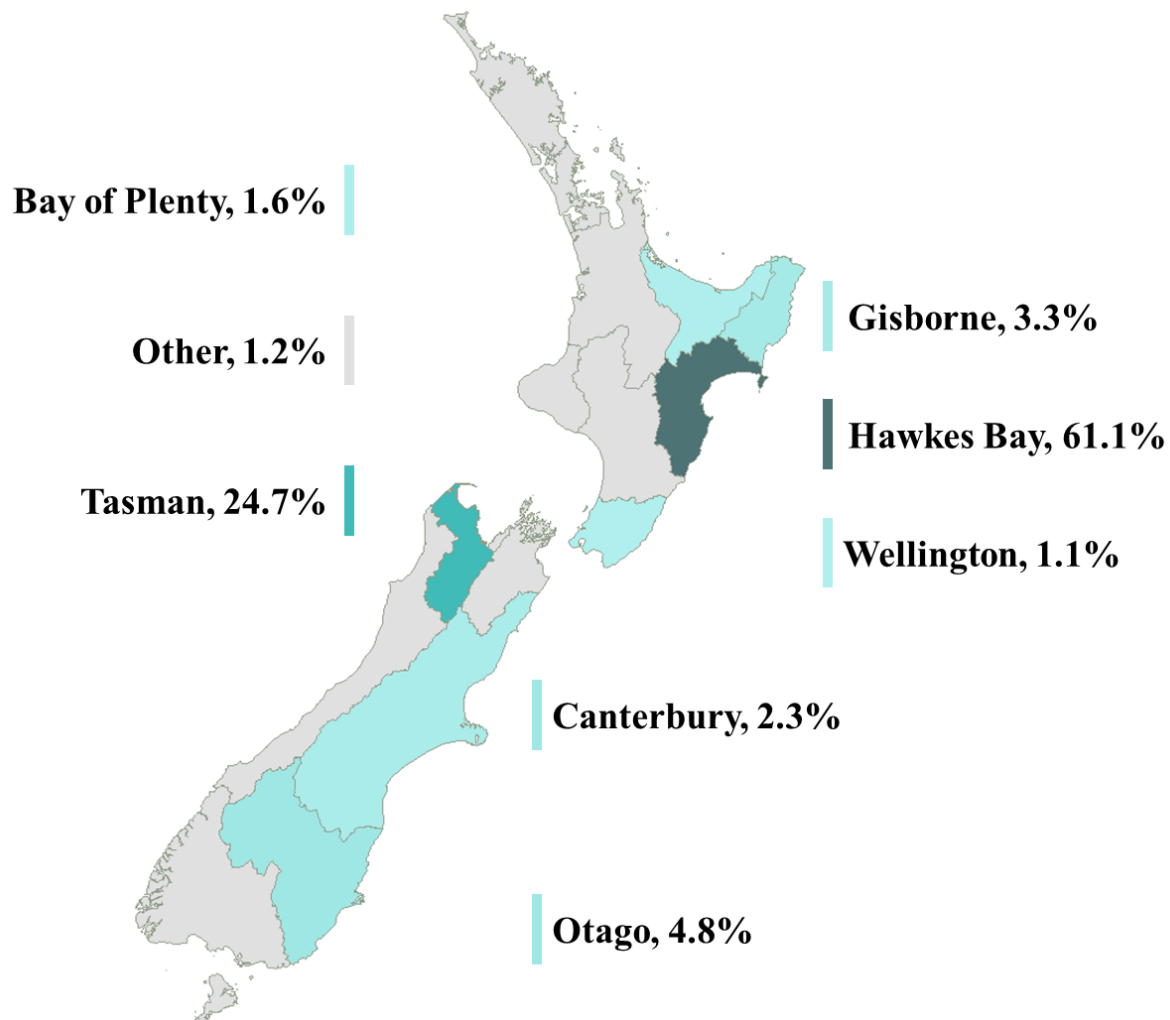 Bay of Plenty, 1.6%
Other, 1.2%
Tasman, 24.7%
Gisborne, 3.3%
Hawkes Bay, 61.1%
Wellington, 1.1%
Canterbury, 2.3%
Otago, 4.8%